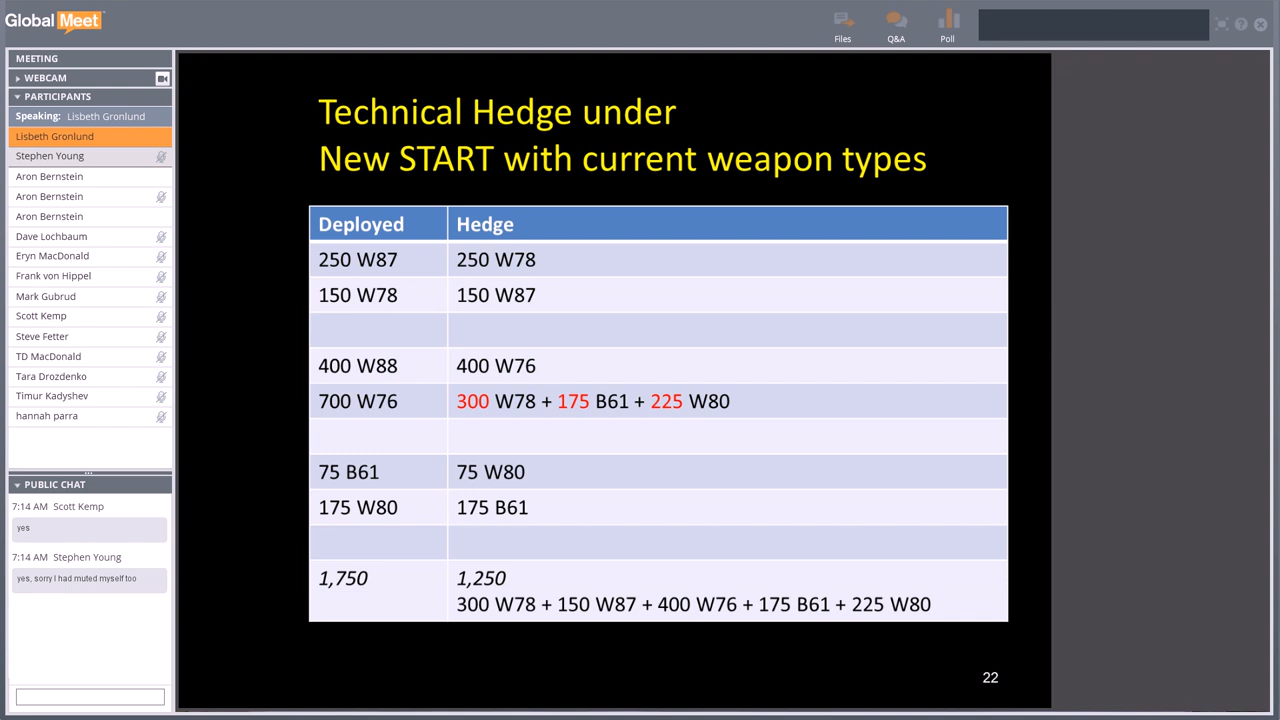 Global Meet
Files
Q&A
Poll
MEETING
WEBCAM
PARTICIPANTS
Speaking: Lisbeth Gronlund
Lisbeth Gronlund
Stephen Young
Aron Bernstein
Aron Bernstein
Aron Bernstein
Dave Lochbaum
Eryn MacDonald
Frank von Hippel
Mark Gubrud
Scott Kemp
Steve Fetter
TD MacDonald
Tara Drozdenko
Timur Kadyshev
hannah parra
PUBLIC CHAT
7:14 AM Scott Kemp
yes
7:14 AM Stephen Young
yes, sorry I had muted myself too
Technical Hedge under
New START with current weapon types
Deployed Hedge
250 W87 250 W78
150 W78 150 W87
400 W88 400 W76
700 W76 300 W78 + 175 B61 + 225 W80
75 B61 75 W80
175 W80 175 B61
1,750 1,250
300 W78 + 150 W87 + 400 W76 + 175 B61 + 225 W80
22